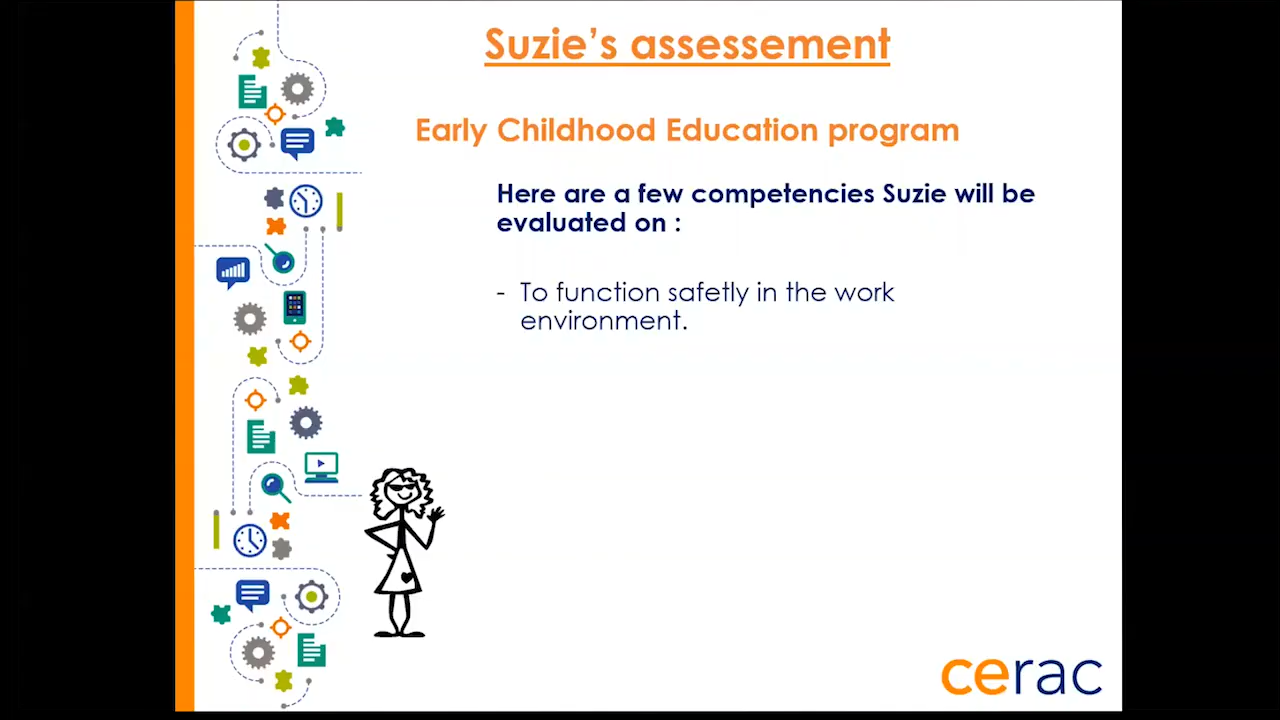 Suzie's assessement
Early Childhood Education program
Here are a few competencies Suzie will be
evaluated on :
- To function safetly in the work
environment.
cerac